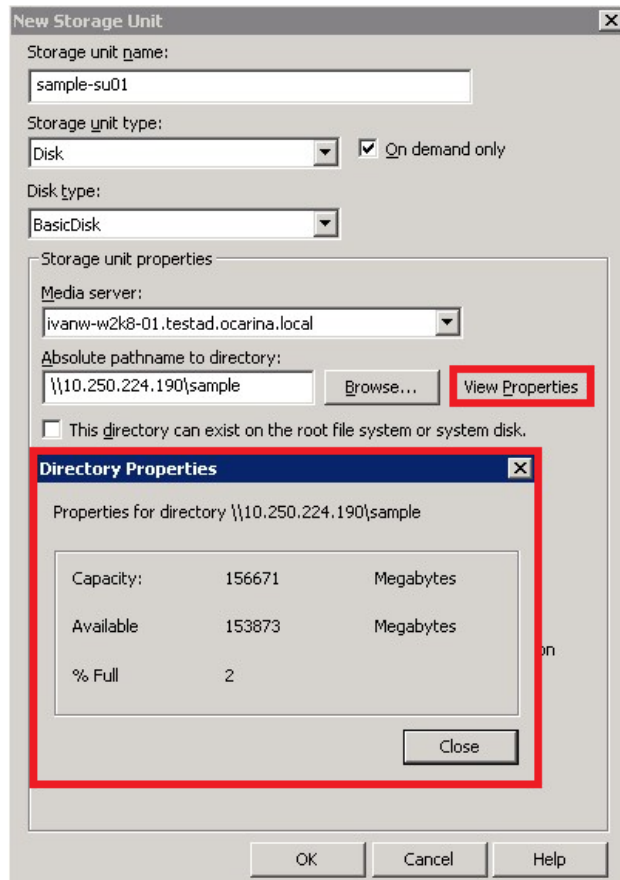 New Storage Unit
Storage unit name:
sample-su01
Storage unit type:
Disk
On demand only
Disk type:
BasicDisk
Storage unit properties
Media server:
ivanw-w2k8-01.testad.ocarina.local
Absolute pathname to directory:
\\10.250.224.190\sample
Browse...
View Properties
This directory can exist on the root file system or system disk.
Directory Properties
Properties for directory \\10.250.224.190\sample
Capacity: 156671 Megabytes
Available 153873 Megabytes
% Full 2
on
Close
OK Cancel Help